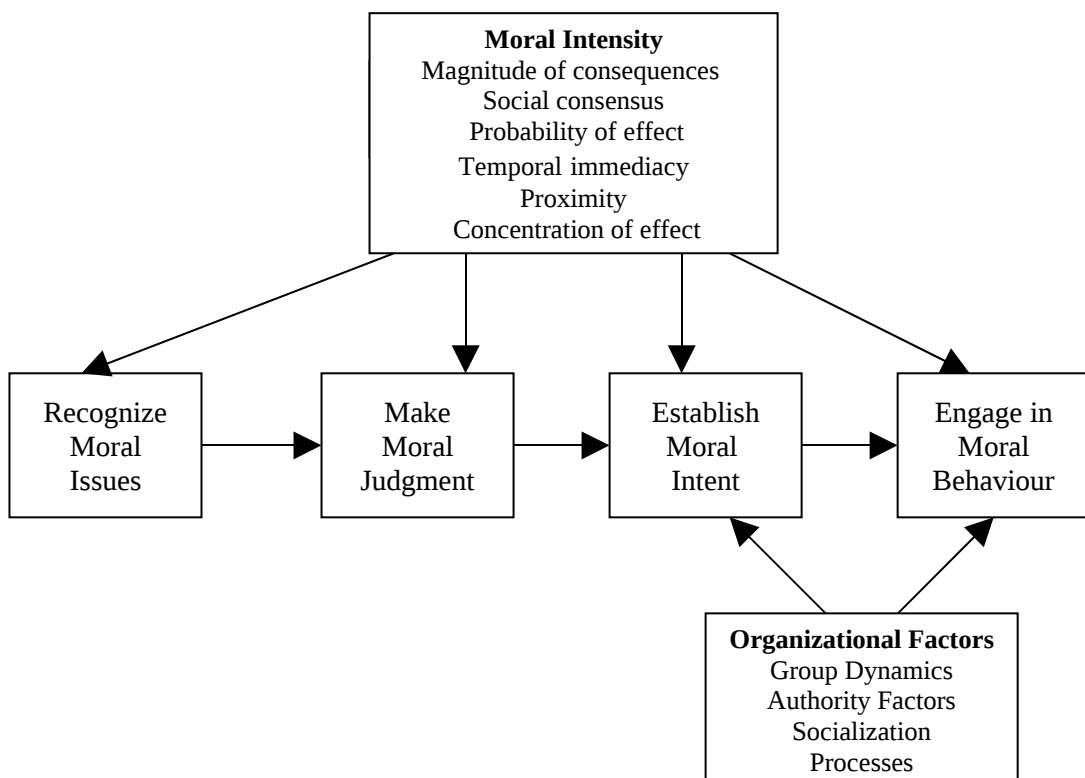 Moral Intensity
Magnitude of consequences
Social consensus
Probability of effect
Temporal immediacy
Proximity
Concentration of effect
Recognize
Moral
Issues
Make
Moral
Judgment
Establish
Moral
Intent
Engage in
Moral
Behaviour
Organizational Factors
Group Dynamics
Authority Factors
Socialization
Processes